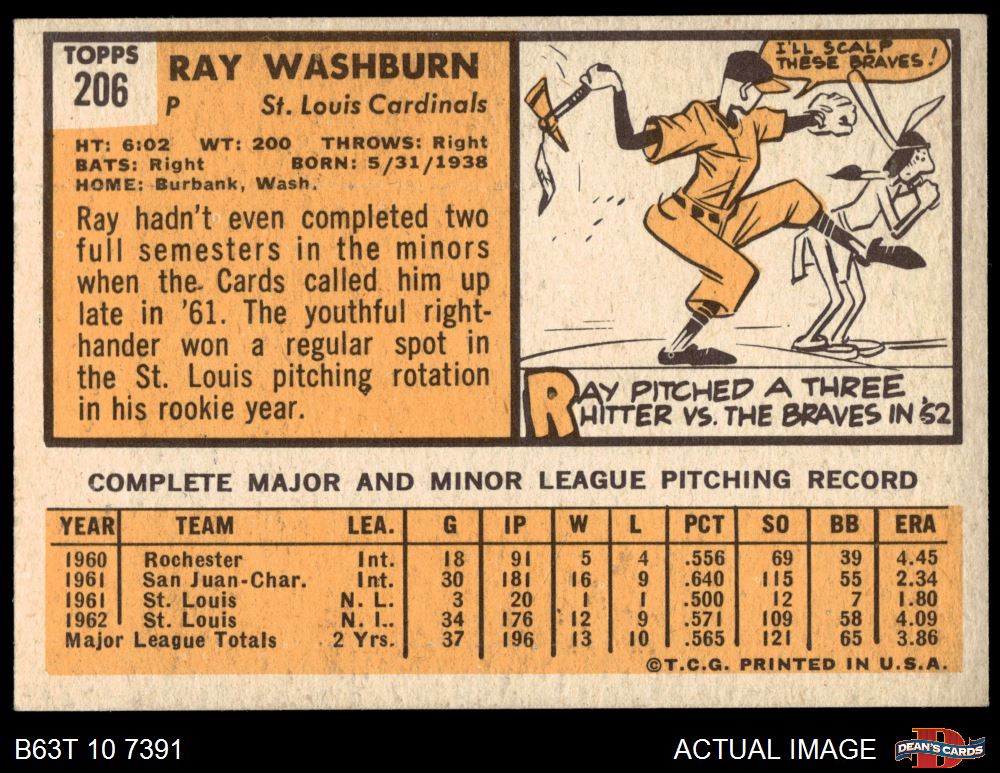 TOPPS
206
RAY WASHBURN
P St. Louis Cardinals
HT: 6:02 WT: 200 THROWS: Right
BATS: Right BORN: 5/31/1938
HOME: Burbank, Wash.
Ray hadn't even completed two
full semesters in the minors
when the Cards called him up
late in '61. The youthful right-
hander won a regular spot in
the St. Louis pitching rotation
in his rookie year.
I'LL SCALP
THESE BRAVES!
RAY PITCHED A THREE
HITTER VS. THE BRAVES IN '52
COMPLETE MAJOR AND MINOR LEAGUE PITCHING RECORD
YEAR TEAM LEA. G IP W L PCT SO BB ERA
1960 Rochester Int. 18 91 5 4 .556 69 39 4.45
1961 San Juan-Char. Int. 30 181 16 9 .640 115 55 2.34
1961 St. Louis N. L. 3 20 1 1 .500 12 7 1.80
1962 St. Louis N. L. 34 176 12 9 .571 109 58 4.09
Major League Totals 2 Yrs. 37 196 13 10 .565 121 65 3.86
©T.C.G. PRINTED IN U.S.A.
B63T 10 7391
ACTUAL IMAGE
DEAN'S CARDS